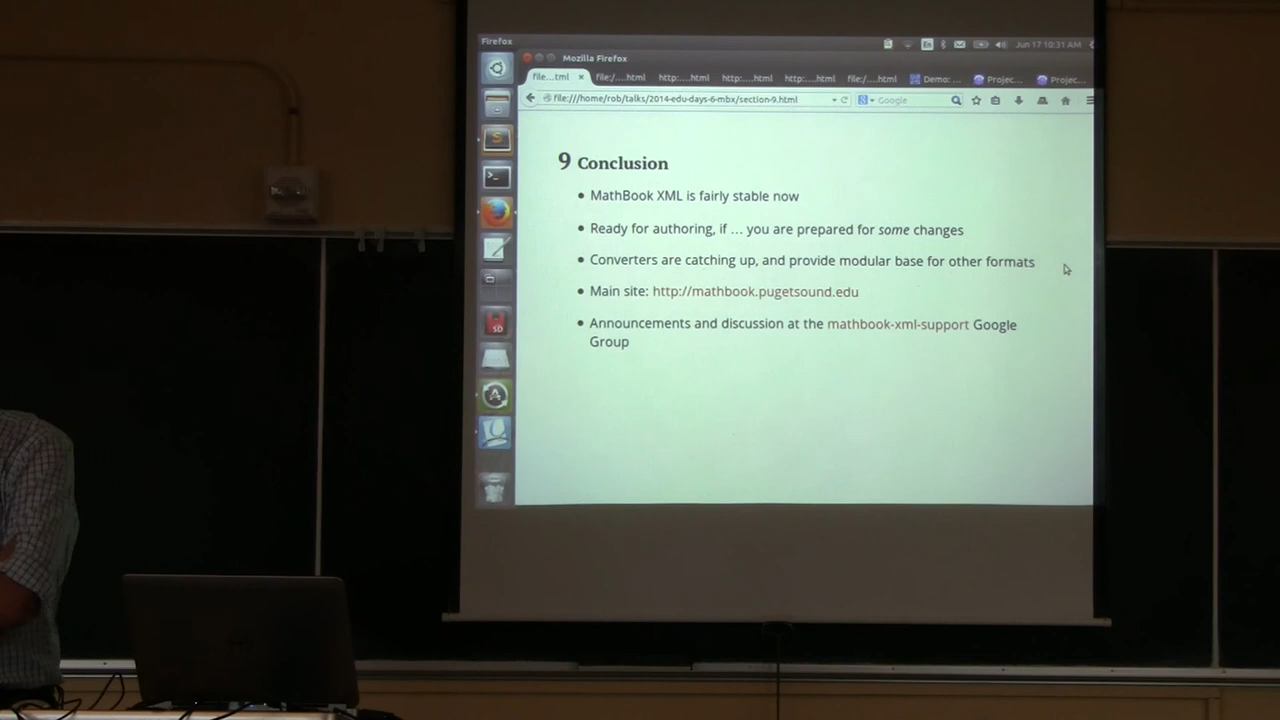 Firefox
Jun 17 10:31 AM
Mozilla Firefox
file...tml
file:/....html
http:....html
http:....html
http:....html
file:/....html
Demo: ...
Projec...
Projec...
file:///home/rob/talks/2014-edu-days-6-mbx/section-9.html
Google
9 Conclusion
• MathBook XML is fairly stable now
• Ready for authoring, if ... you are prepared for some changes
• Converters are catching up, and provide modular base for other formats
• Main site: http://mathbook.pugetsound.edu
• Announcements and discussion at the mathbook-xml-support Google
Group
SD